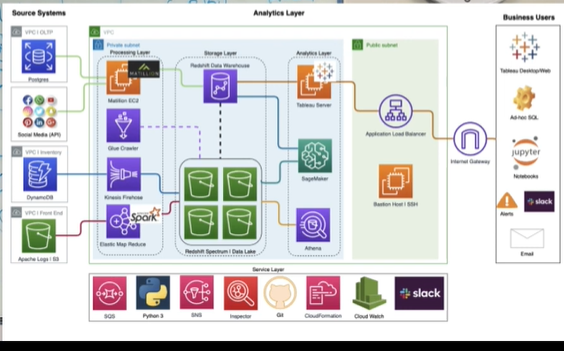 Source Systems
Analytics Layer
Business Users
VPC I OLTP
Postgres
Social Media (API)
VPC I Inventory
DynamoDB
VPC I Front End
Apache Logs I S3
VPC
Private subnet
Processing Layer
MATILLION
Matillion EC2
Glue Crawler
Kinesis Firehose
Spark
Elastic Map Reduce
Storage Layer
Redshift Data Warehouse
Redshift Spectrum I Data Lake
Analytics Layer
Tableau Server
SageMaker
Athena
Public subnet
Application Load Balancer
Bastion Host I SSH
Internet Gateway
Tableau Desktop/Web
Ad-hoc SQL
jupyter
Notebooks
Alerts
slack
Email
Service Layer
SQS
Python 3
SNS
Inspector
Git
CloudFormation
Cloud Watch
slack